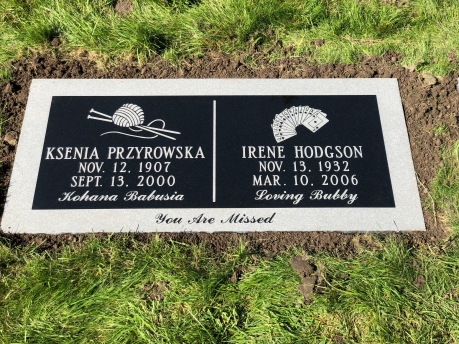 KSENIA PRZYROWSKA
NOV. 12, 1907
SEPT. 13, 2000
Kohana Babusia
IRENE HODGSON
NOV. 13, 1932
MAR. 10, 2006
Loving Bubby
You Are Missed